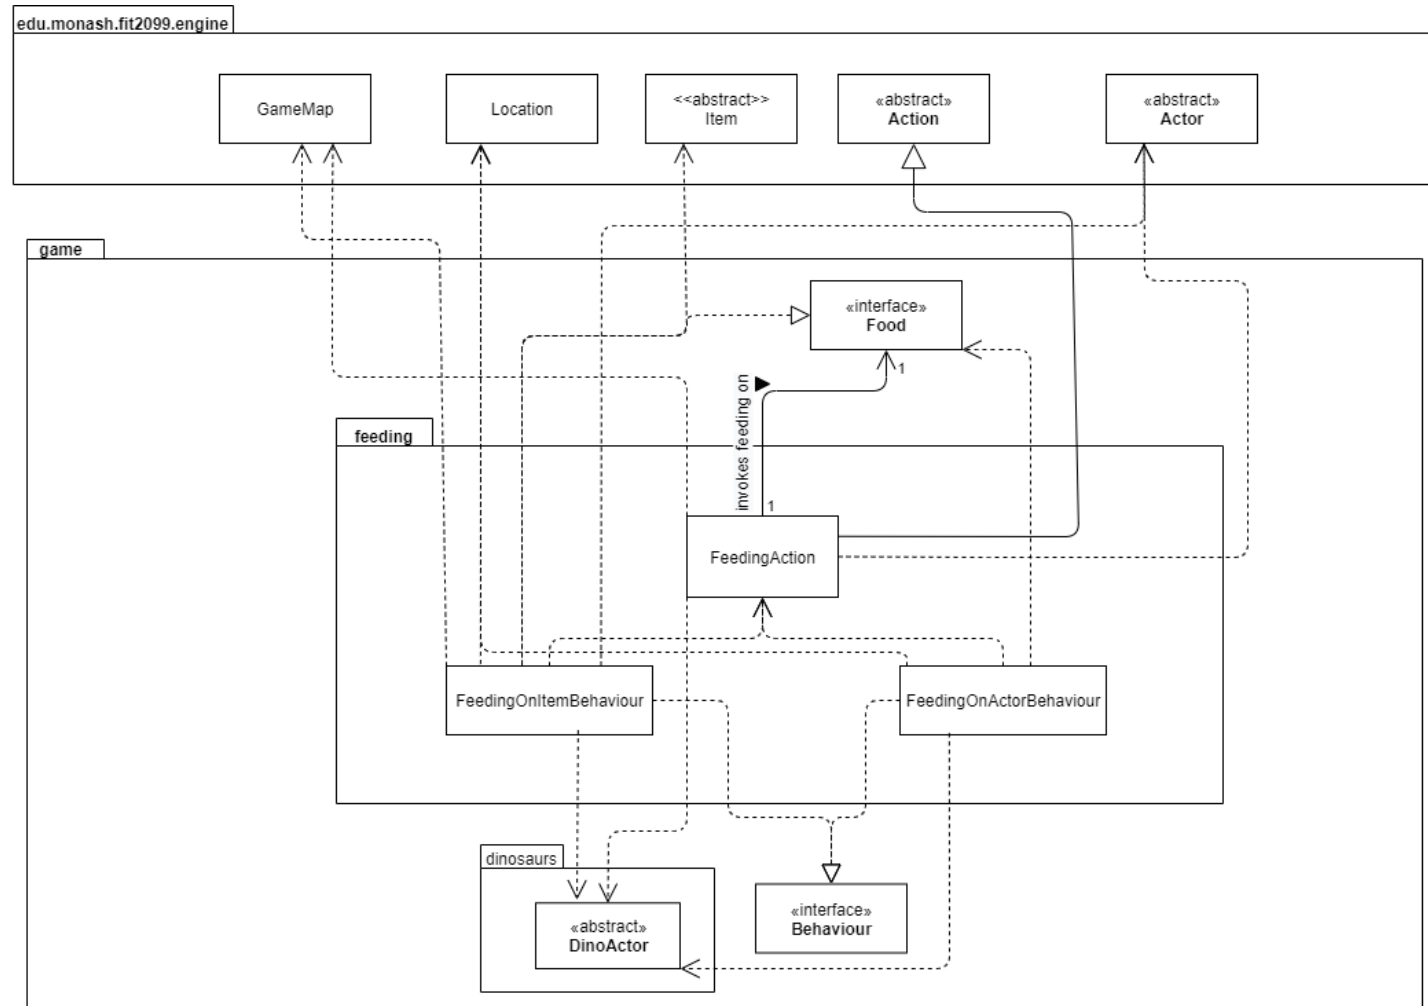 edu.monash.fit2099.engine
GameMap
Location
<<abstract>>
Item
«abstract»
Action
«abstract»
Actor
game
«interface»
Food
1
invokes feeding on
feeding
1
FeedingAction
FeedingOnItemBehaviour
FeedingOnActorBehaviour
dinosaurs
«abstract»
DinoActor
«interface»
Behaviour